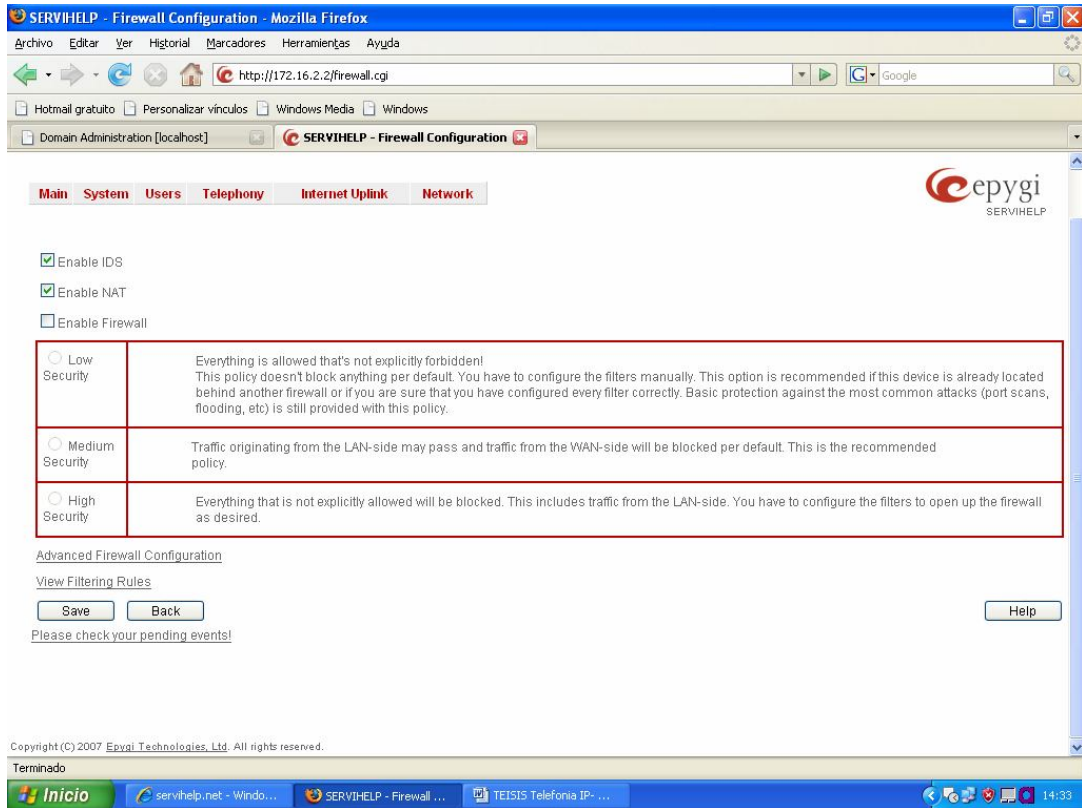 SERVIHELP - Firewall Configuration - Mozilla Firefox
Archivo Editar Ver Historial Marcadores Herramientas Ayuda
http://172.16.2.2/firewall.cgi
G Google
Hotmail gratuito Personalizar vínculos Windows Media Windows
Domain Administration [localhost] SERVIHELP - Firewall Configuration
Main System Users Telephony Internet Uplink Network
epygi
SERVIHELP
Enable IDS
Enable NAT
Enable Firewall
Low Security
Everything is allowed that's not explicitly forbidden!
This policy doesn't block anything per default. You have to configure the filters manually. This option is recommended if this device is already located
behind another firewall or if you are sure that you have configured every filter correctly. Basic protection against the most common attacks (port scans,
flooding, etc) is still provided with this policy.
Medium Security
Traffic originating from the LAN-side may pass and traffic from the WAN-side will be blocked per default. This is the recommended
policy.
High Security
Everything that is not explicitly allowed will be blocked. This includes traffic from the LAN-side. You have to configure the filters to open up the firewall
as desired.
Advanced Firewall Configuration
View Filtering Rules
Save Back Help
Please check your pending events!
Copyright (C) 2007 Epygi Technologies, Ltd. All rights reserved.
Terminado
Inicio servihelp.net - Windo... SERVIHELP - Firewall ... TEISIS Telefonia IP- ... 14:33